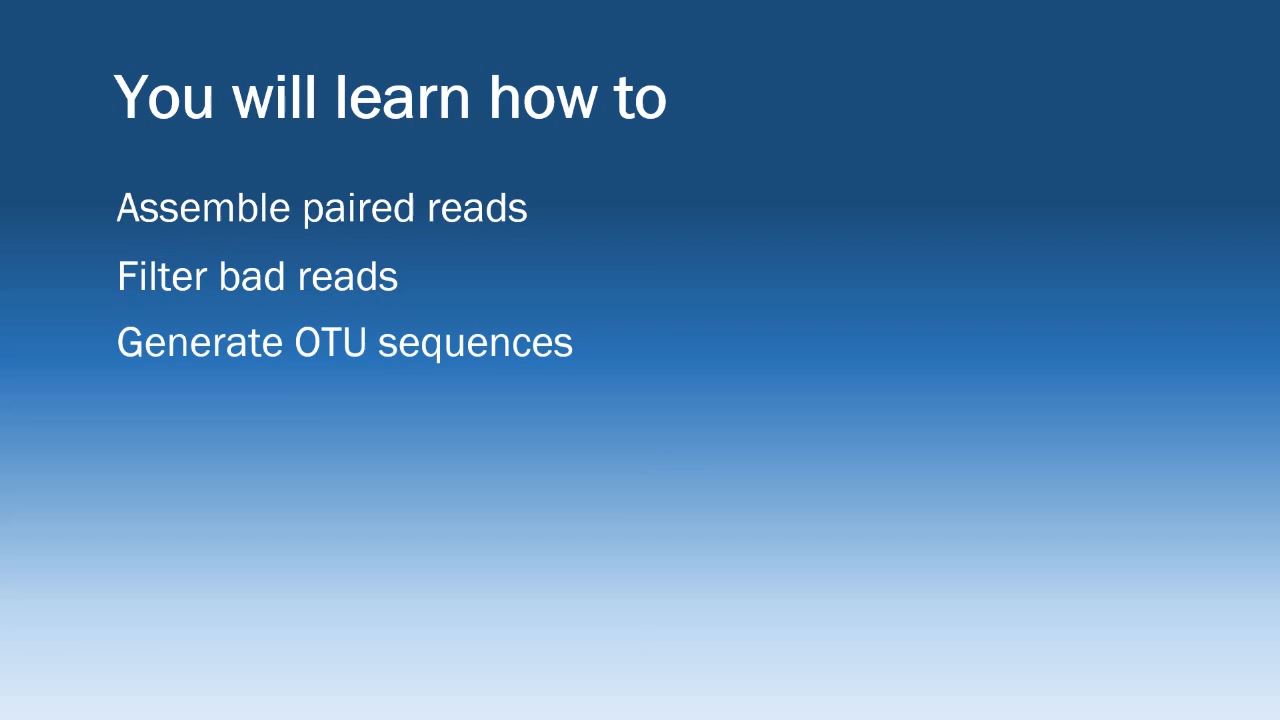 You will learn how to
Assemble paired reads
Filter bad reads
Generate OTU sequences